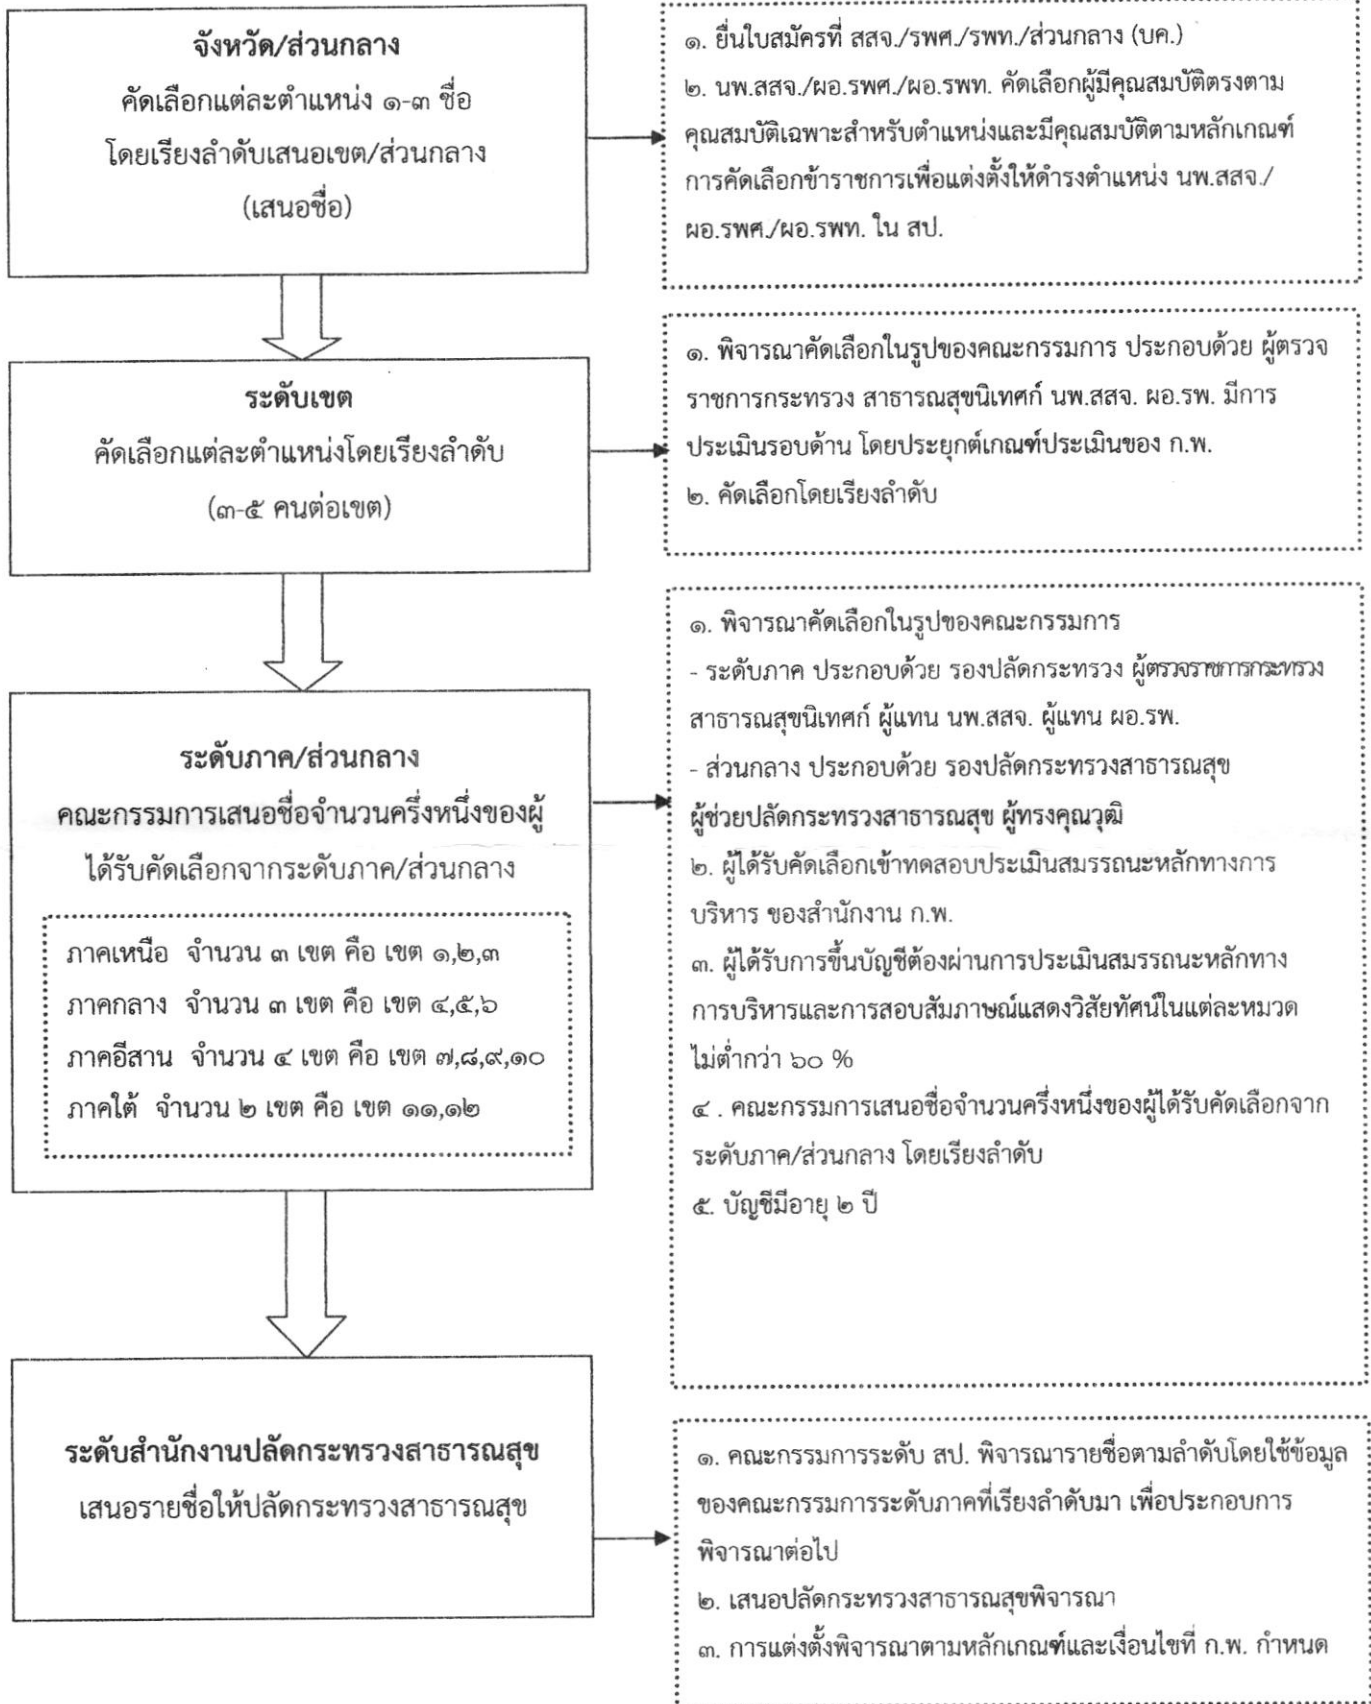 จังหวัด/ส่วนกลาง
คัดเลือกแต่ละตำแหน่ง ๑-๓ ชื่อ
โดยเรียงลำดับเสนอเขต/ส่วนกลาง
(เสนอชื่อ)
๑. ยื่นใบสมัครที่ สสจ./รพศ./รพท./ส่วนกลาง (บค.)
๒. นพ.สสจ./ผอ.รพศ./ผอ.รพท. คัดเลือกผู้มีคุณสมบัติตรงตาม
คุณสมบัติเฉพาะสำหรับตำแหน่งและมีคุณสมบัติตามหลักเกณฑ์
การคัดเลือกข้าราชการเพื่อแต่งตั้งให้ดำรงตำแหน่ง นพ.สสจ./
ผอ.รพศ./ผอ.รพท. ใน สป.
ระดับเขต
คัดเลือกแต่ละตำแหน่งโดยเรียงลำดับ
(๓-๕ คนต่อเขต)
๑. พิจารณาคัดเลือกในรูปของคณะกรรมการ ประกอบด้วย ผู้ตรวจ
ราชการกระทรวง สาธารณสุขนิเทศก์ นพ.สสจ. ผอ.รพ. มีการ
ประเมินรอบด้าน โดยประยุกต์เกณฑ์ประเมินของ ก.พ.
๒. คัดเลือกโดยเรียงลำดับ
ระดับภาค/ส่วนกลาง
คณะกรรมการเสนอชื่อจำนวนครึ่งหนึ่งของผู้
ได้รับคัดเลือกจากระดับภาค/ส่วนกลาง
ภาคเหนือ จำนวน ๓ เขต คือ เขต ๑,๒,๓
ภาคกลาง จำนวน ๓ เขต คือ เขต ๔,๕,๖
ภาคอีสาน จำนวน ๔ เขต คือ เขต ๗,๘,๙,๑๐
ภาคใต้ จำนวน ๒ เขต คือ เขต ๑๑,๑๒
๑. พิจารณาคัดเลือกในรูปของคณะกรรมการ
- ระดับภาค ประกอบด้วย รองปลัดกระทรวง ผู้ตรวจราชการกระทรวง
สาธารณสุขนิเทศก์ ผู้แทน นพ.สสจ. ผู้แทน ผอ.รพ.
- ส่วนกลาง ประกอบด้วย รองปลัดกระทรวงสาธารณสุข
ผู้ช่วยปลัดกระทรวงสาธารณสุข ผู้ทรงคุณวุฒิ
๒. ผู้ได้รับคัดเลือกเข้าทดสอบประเมินสมรรถนะหลักทางการ
บริหาร ของสำนักงาน ก.พ.
๓. ผู้ได้รับการขึ้นบัญชีต้องผ่านการประเมินสมรรถนะหลักทาง
การบริหารและการสอบสัมภาษณ์แสดงวิสัยทัศน์ในแต่ละหมวด
ไม่ต่ำกว่า ๖๐ %
๔ . คณะกรรมการเสนอชื่อจำนวนครึ่งหนึ่งของผู้ได้รับคัดเลือกจาก
ระดับภาค/ส่วนกลาง โดยเรียงลำดับ
๕. บัญชีมีอายุ ๒ ปี
ระดับสำนักงานปลัดกระทรวงสาธารณสุข
เสนอรายชื่อให้ปลัดกระทรวงสาธารณสุข
๑. คณะกรรมการระดับ สป. พิจารณารายชื่อตามลำดับโดยใช้ข้อมูล
ของคณะกรรมการระดับภาคที่เรียงลำดับมา เพื่อประกอบการ
พิจารณาต่อไป
๒. เสนอปลัดกระทรวงสาธารณสุขพิจารณา
๓. การแต่งตั้งพิจารณาตามหลักเกณฑ์และเงื่อนไขที่ ก.พ. กำหนด